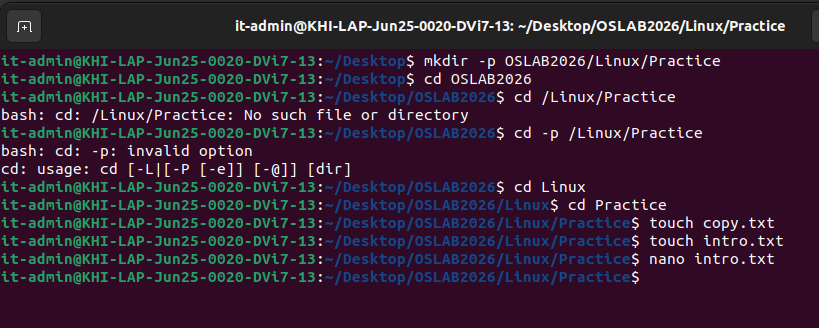 it-admin@KHI-LAP-Jun25-0020-DVi7-13: ~/Desktop/OSLAB2026/Linux/Practice
it-admin@KHI-LAP-Jun25-0020-DVi7-13:~/Desktop$ mkdir -p OSLAB2026/Linux/Practice
it-admin@KHI-LAP-Jun25-0020-DVi7-13:~/Desktop$ cd OSLAB2026
it-admin@KHI-LAP-Jun25-0020-DVi7-13:~/Desktop/OSLAB2026$ cd /Linux/Practice
bash: cd: /Linux/Practice: No such file or directory
it-admin@KHI-LAP-Jun25-0020-DVi7-13:~/Desktop/OSLAB2026$ cd -p /Linux/Practice
bash: cd: -p: invalid option
cd: usage: cd [-L|[-P [-e]] [-@]] [dir]
it-admin@KHI-LAP-Jun25-0020-DVi7-13:~/Desktop/OSLAB2026$ cd Linux
it-admin@KHI-LAP-Jun25-0020-DVi7-13:~/Desktop/OSLAB2026/Linux$ cd Practice
it-admin@KHI-LAP-Jun25-0020-DVi7-13:~/Desktop/OSLAB2026/Linux/Practice$ touch copy.txt
it-admin@KHI-LAP-Jun25-0020-DVi7-13:~/Desktop/OSLAB2026/Linux/Practice$ touch intro.txt
it-admin@KHI-LAP-Jun25-0020-DVi7-13:~/Desktop/OSLAB2026/Linux/Practice$ nano intro.txt
it-admin@KHI-LAP-Jun25-0020-DVi7-13:~/Desktop/OSLAB2026/Linux/Practice$